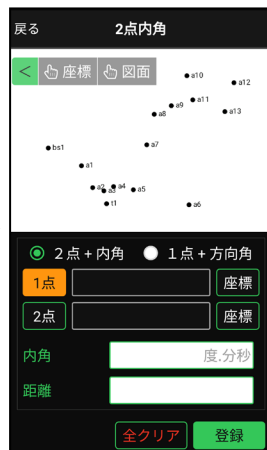 戻る 2点内角
< 座標 図面
a10
a12
a11
a9
a8
a13
bs1
a7
a1
a2 a3 a4 a5
t1
a6
２点＋内角 １点＋方向角
1点 座標
2点 座標
内角 度.分秒
距離
全クリア 登録